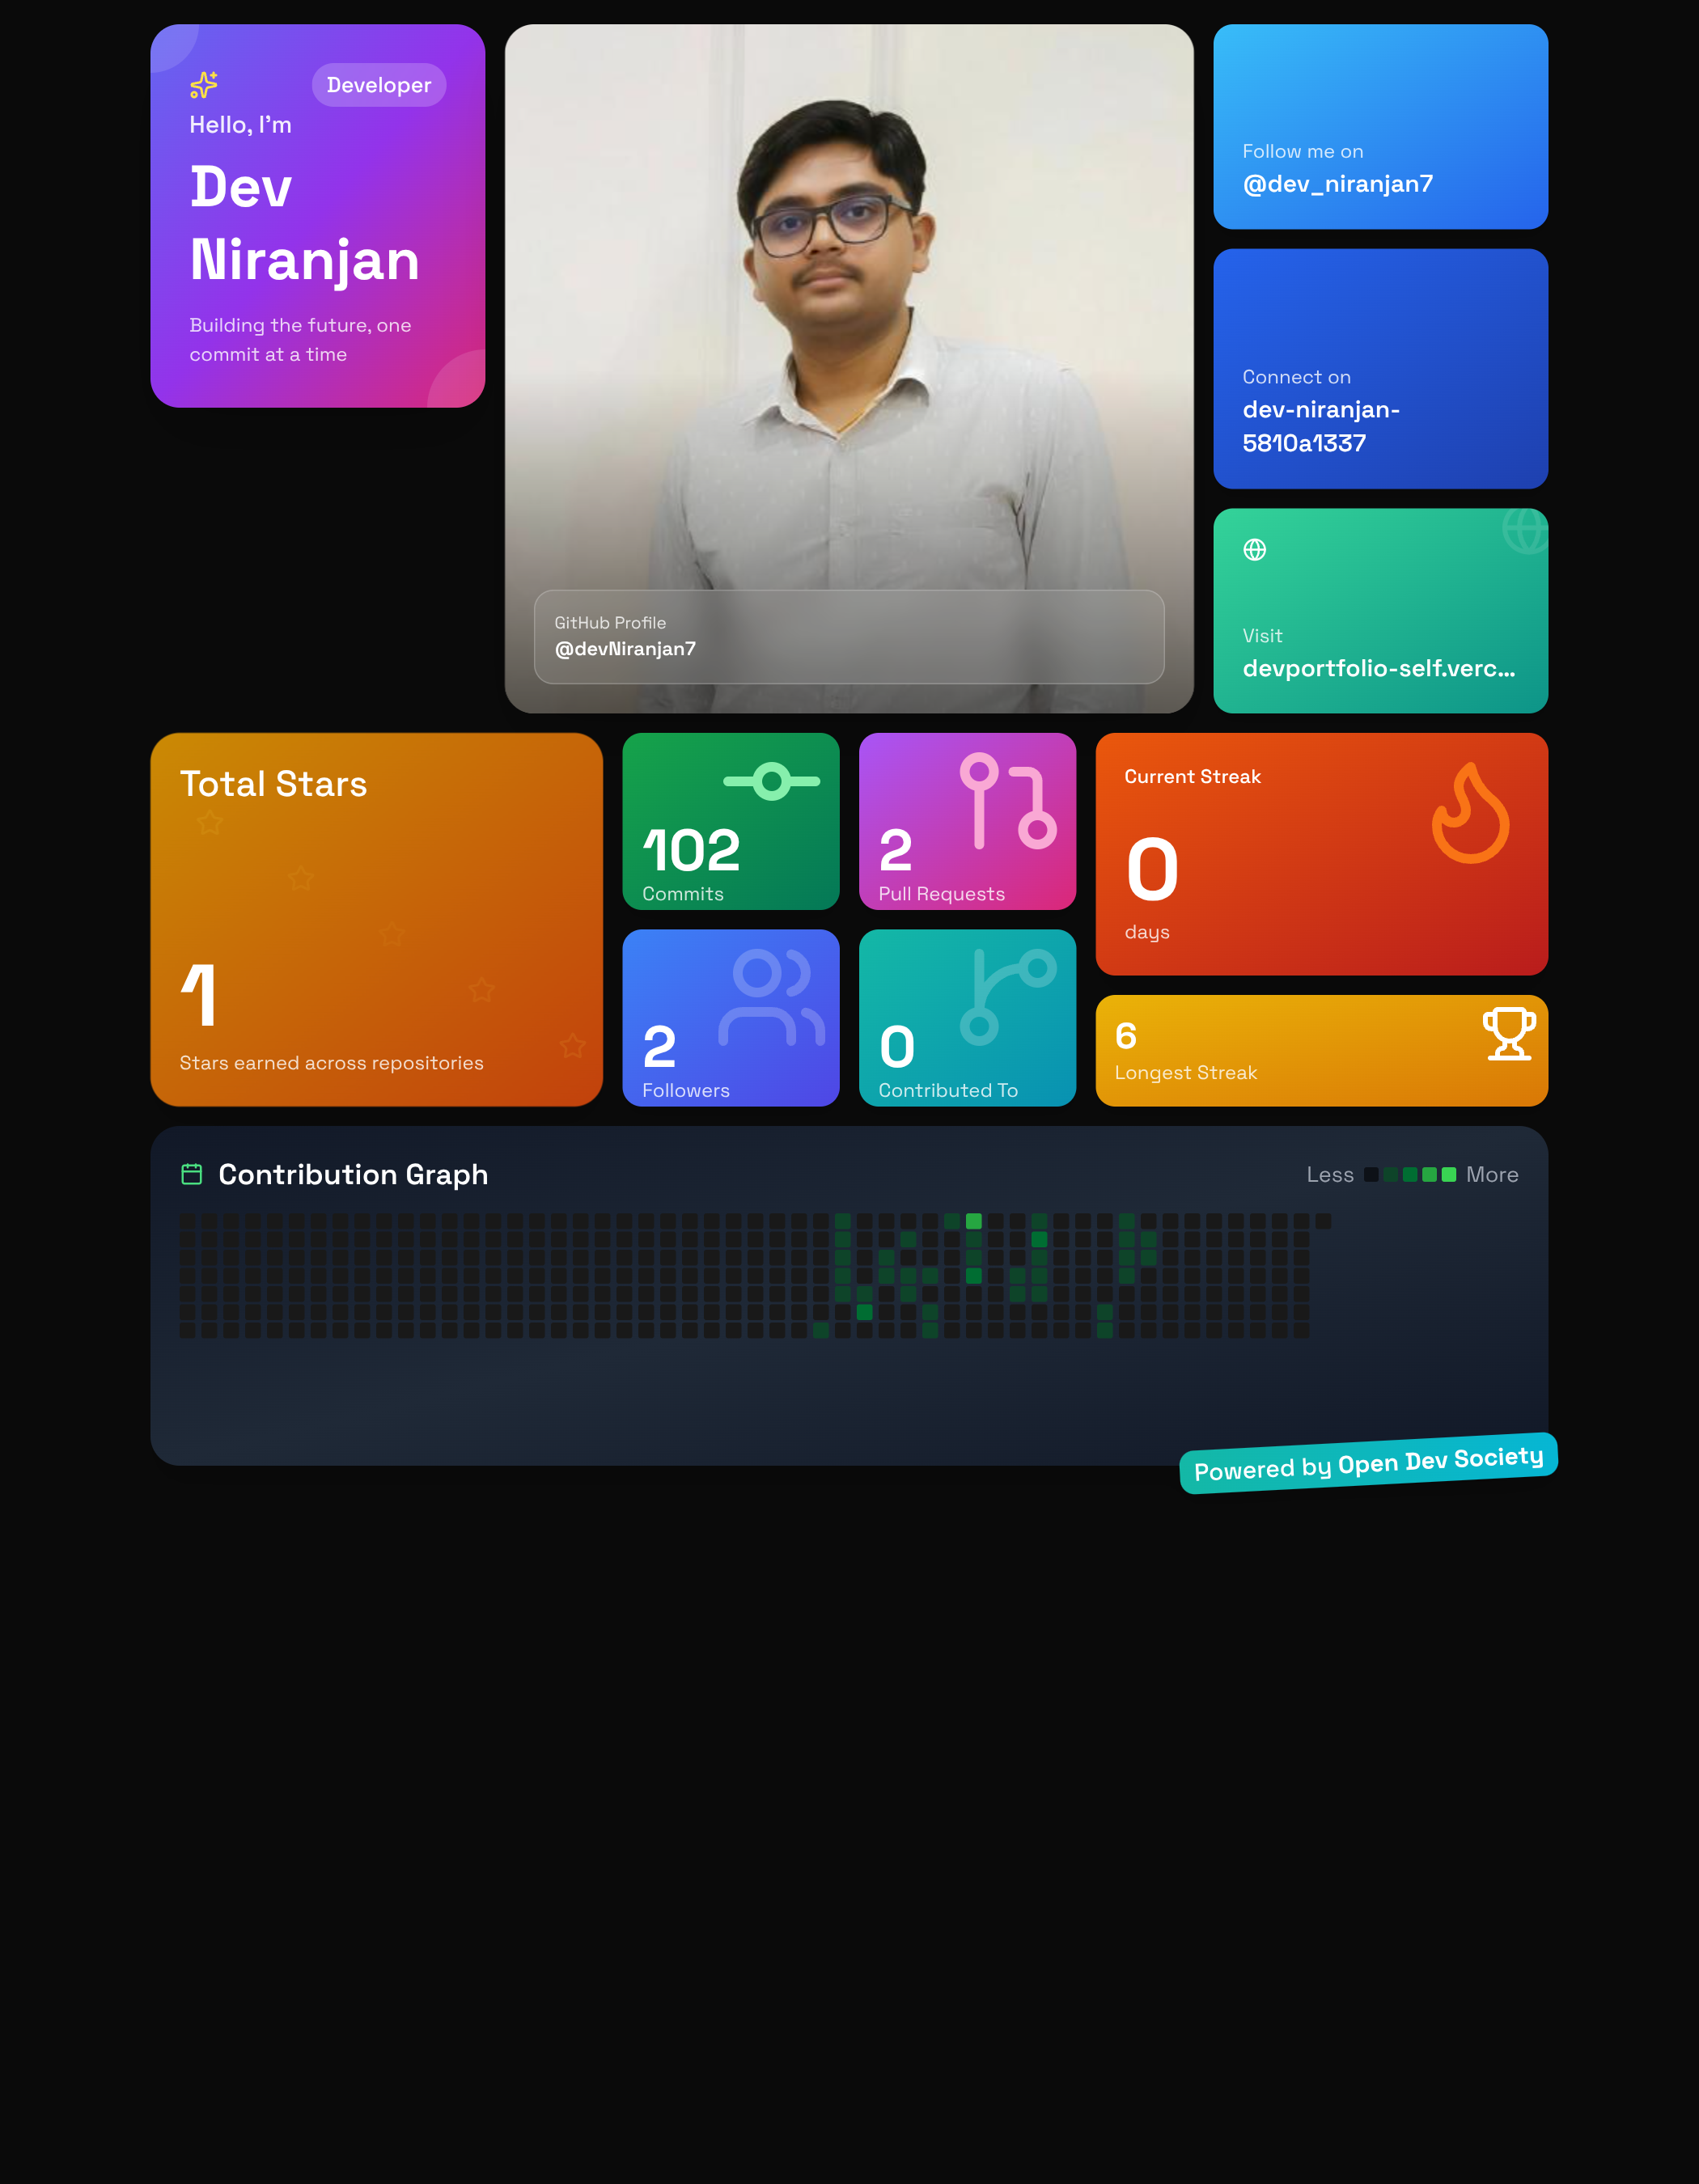 Developer
Hello, I'm
Dev
Niranjan
Building the future, one
commit at a time
GitHub Profile
@devNiranjan7
Follow me on
@dev_niranjan7
Connect on
dev-niranjan-
5810a1337
Visit
devportfolio-self.verc...
Total Stars
1
Stars earned across repositories
102
Commits
2
Pull Requests
2
Followers
0
Contributed To
Current Streak
0
days
6
Longest Streak
Contribution Graph
Less
More
Powered by Open Dev Society